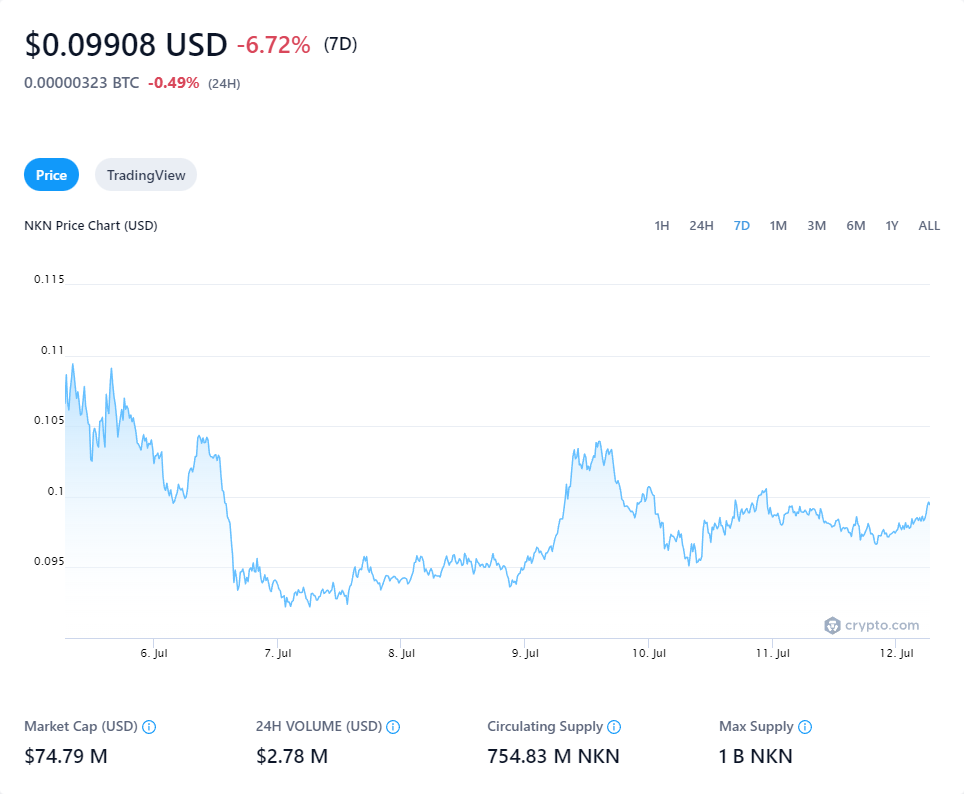 $0.09908 USD -6.72% (7D)
0.00000323 BTC -0.49% (24H)
Price TradingView
NKN Price Chart (USD) 1H 24H 7D 1M 3M 6M 1Y ALL
0.115
0.11
0.105
0.1
0.095
crypto.com
6. Jul 7. Jul 8. Jul 9. Jul 10. Jul 11. Jul 12. Jul
Market Cap (USD) 24H VOLUME (USD) Circulating Supply Max Supply
$74.79 M $2.78 M 754.83 M NKN 1 B NKN